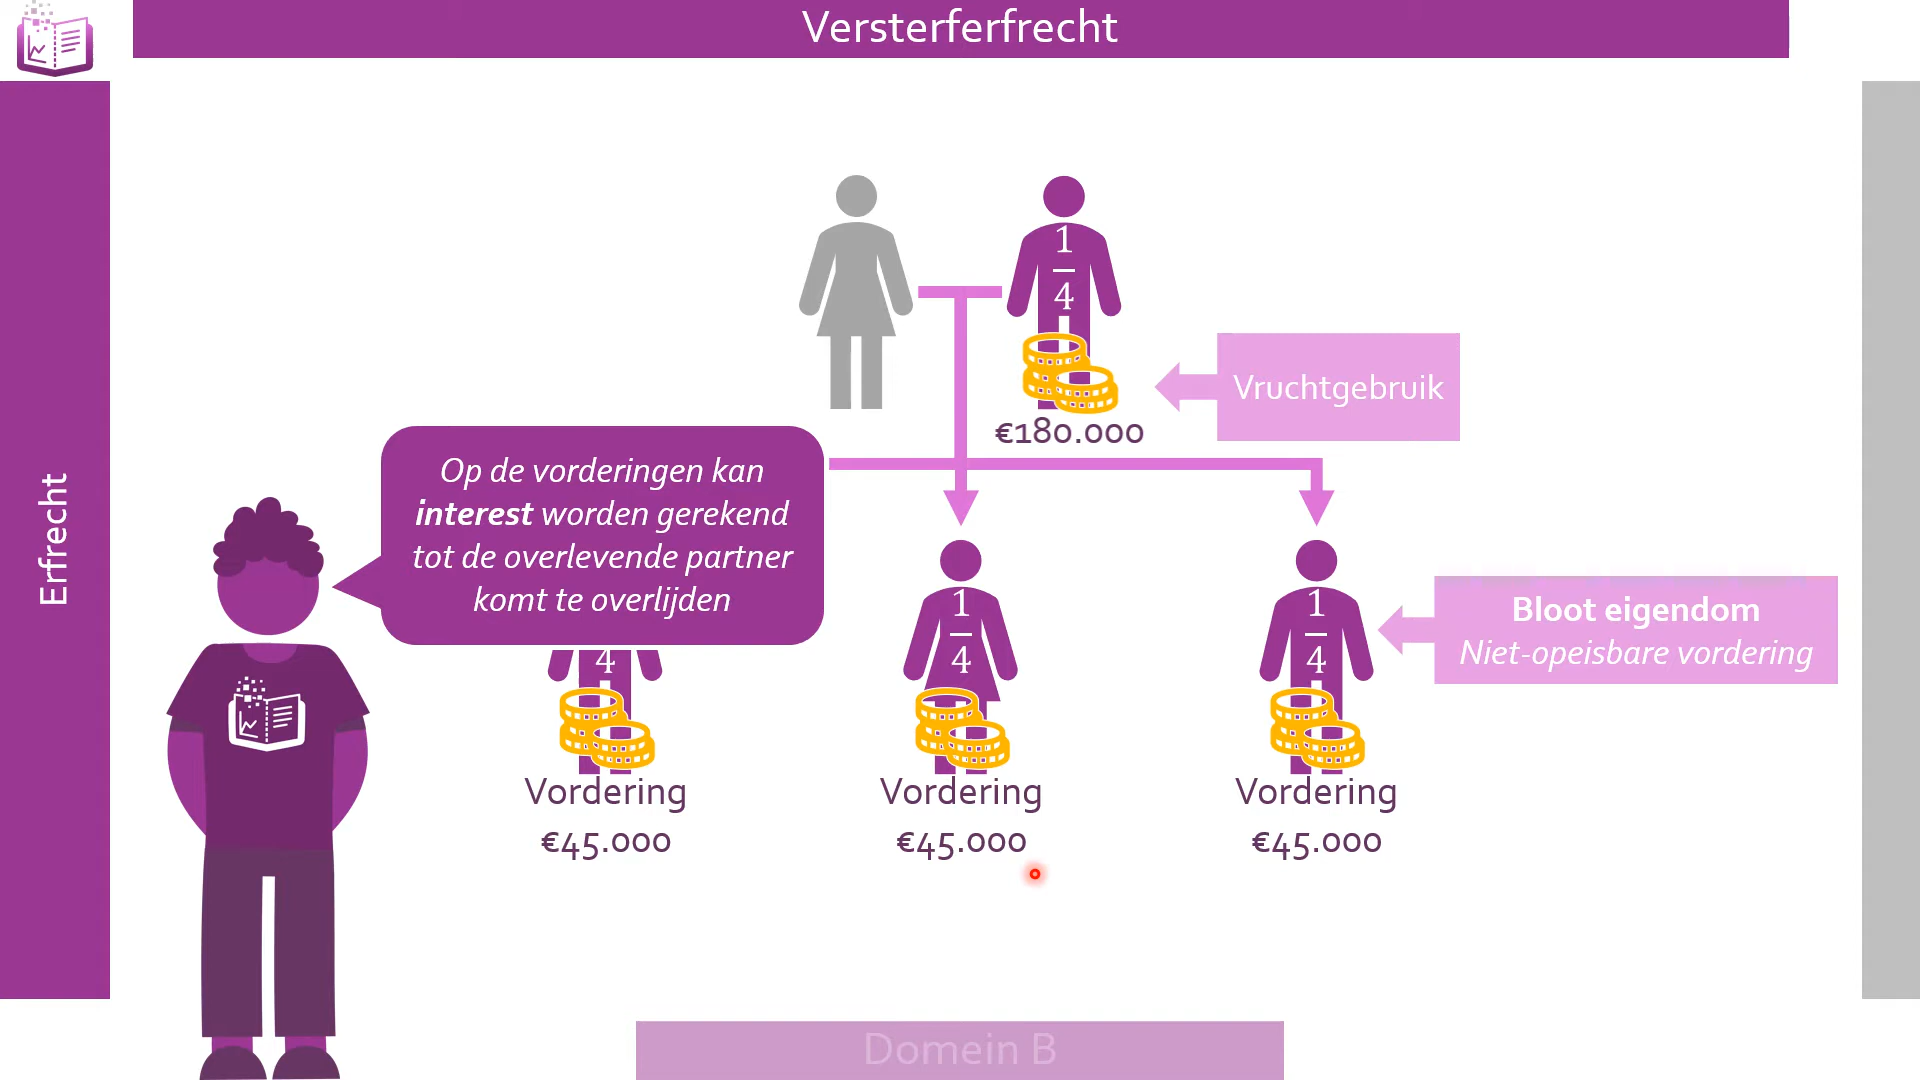 Versterferfrecht
Erfrecht
1
4
€180.000
Vruchtgebruik
Op de vorderingen kan
interest worden gerekend
tot de overlevende partner
komt te overlijden
4
1
4
1
4
Bloot eigendom
Niet-opeisbare vordering
Vordering
€45.000
Vordering
€45.000
Vordering
€45.000
Domein B